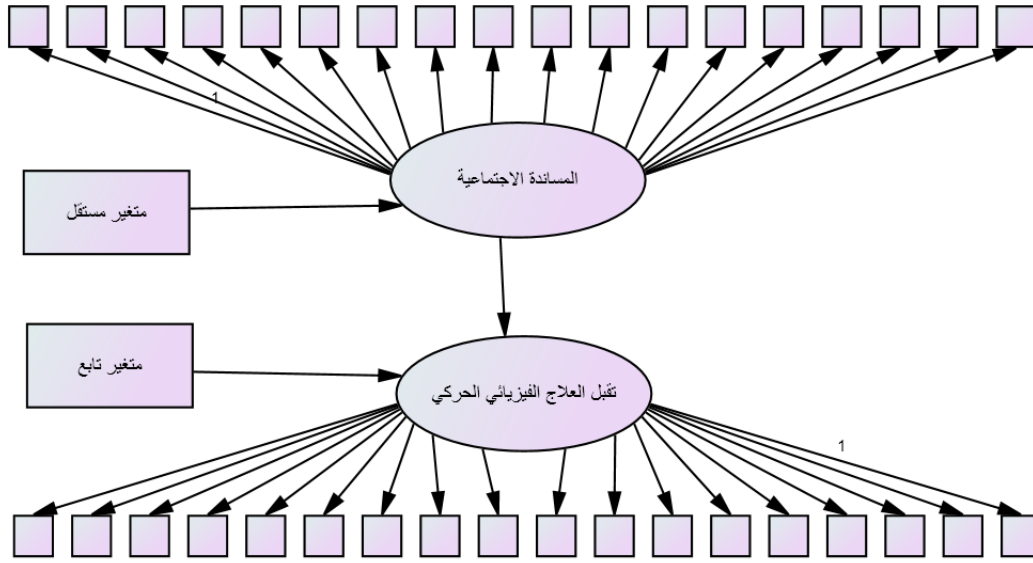 1
المساندة الاجتماعية
متغير مستقل
متغير تابع
تقبل العلاج الفيزيائي الحركي
1